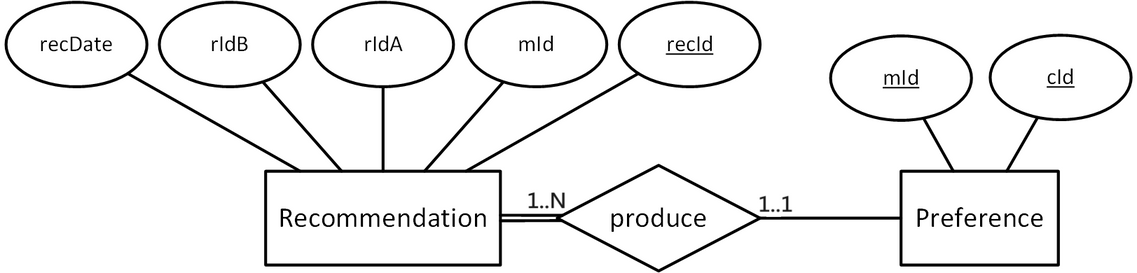 recDate
rIdB
rIdA
mId
recId
mId
cId
Recommendation
1..N
produce
1..1
Preference